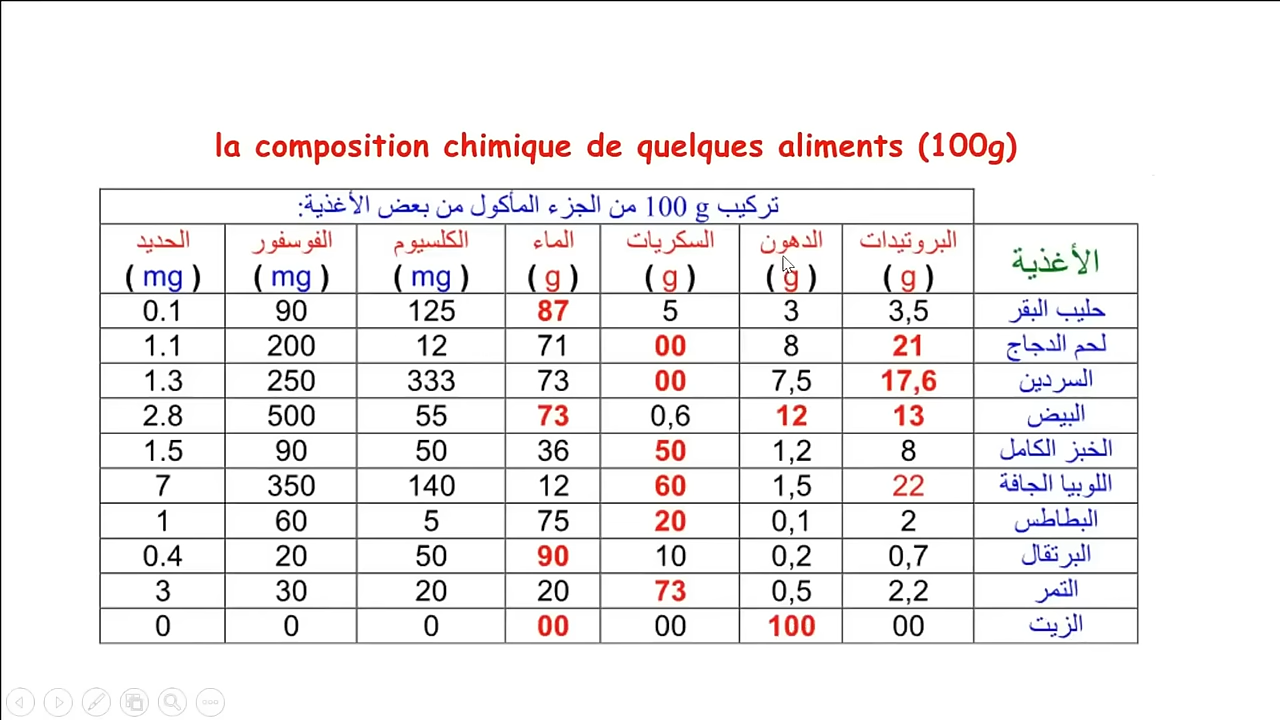 la composition chimique de quelques aliments (100g)
تركيب 100 g من الجزء المأكول من بعض الأغذية:
الأغذية البروتيدات ( g ) الدهون ( g ) السكريات ( g ) الماء ( g ) الكلسيوم ( mg ) الفوسفور ( mg ) الحديد ( mg )
حليب البقر 3,5 3 5 87 125 90 0.1
لحم الدجاج 21 8 00 71 12 200 1.1
السردين 17,6 7,5 00 73 333 250 1.3
البيض 13 12 0,6 73 55 500 2.8
الخبز الكامل 8 1,2 50 36 50 90 1.5
اللوبيا الجافة 22 1,5 60 12 140 350 7
البطاطس 2 0,1 20 75 5 60 1
البرتقال 0,7 0,2 10 90 50 20 0.4
التمر 2,2 0,5 73 20 20 30 3
الزيت 00 100 00 00 0 0 0